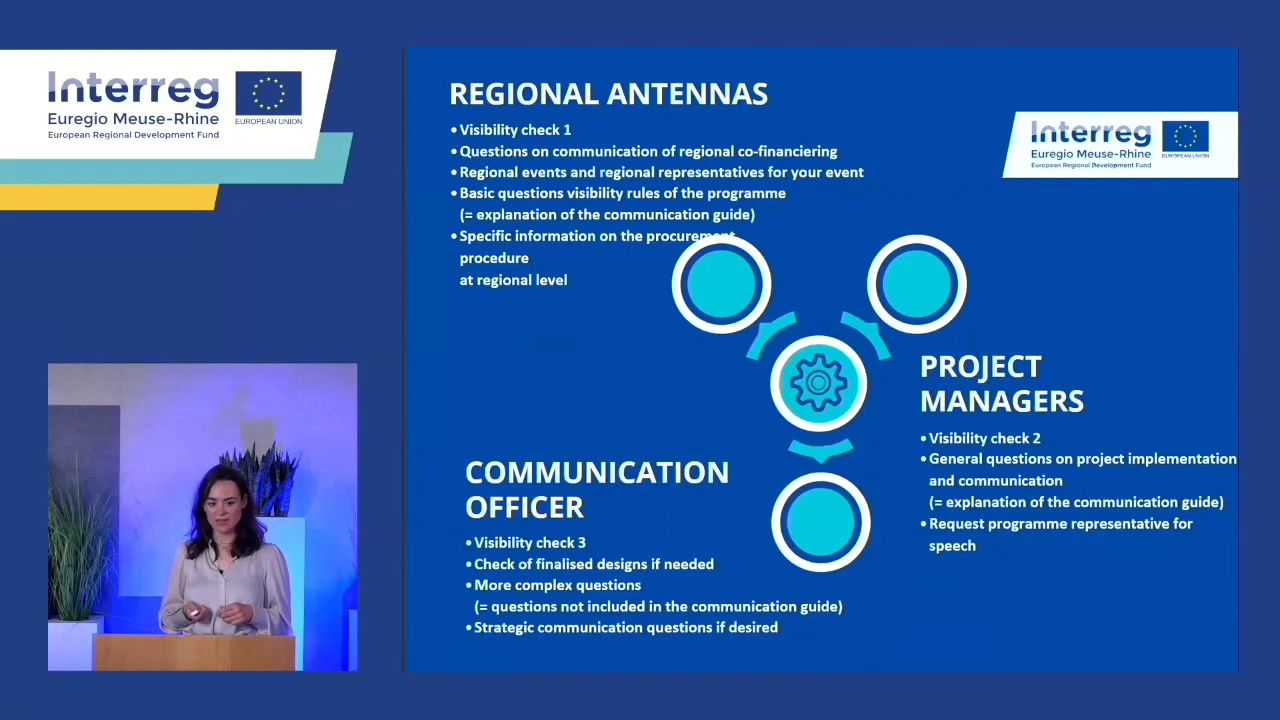 Interreg
Euregio Meuse-Rhine
European Regional Development Fund
EUROPEAN UNION
REGIONAL ANTENNAS
•Visibility check 1
•Questions on communication of regional co-financiering
•Regional events and regional representatives for your event
•Basic questions visibility rules of the programme
(= explanation of the communication guide)
•Specific information on the procurement
procedure
at regional level
Interreg
Euregio Meuse-Rhine
European Regional Development Fund
EUROPEAN UNION
PROJECT
MANAGERS
•Visibility check 2
•General questions on project implementation
and communication
(= explanation of the communication guide)
•Request programme representative for
speech
COMMUNICATION
OFFICER
•Visibility check 3
•Check of finalised designs if needed
•More complex questions
(= questions not included in the communication guide)
•Strategic communication questions if desired